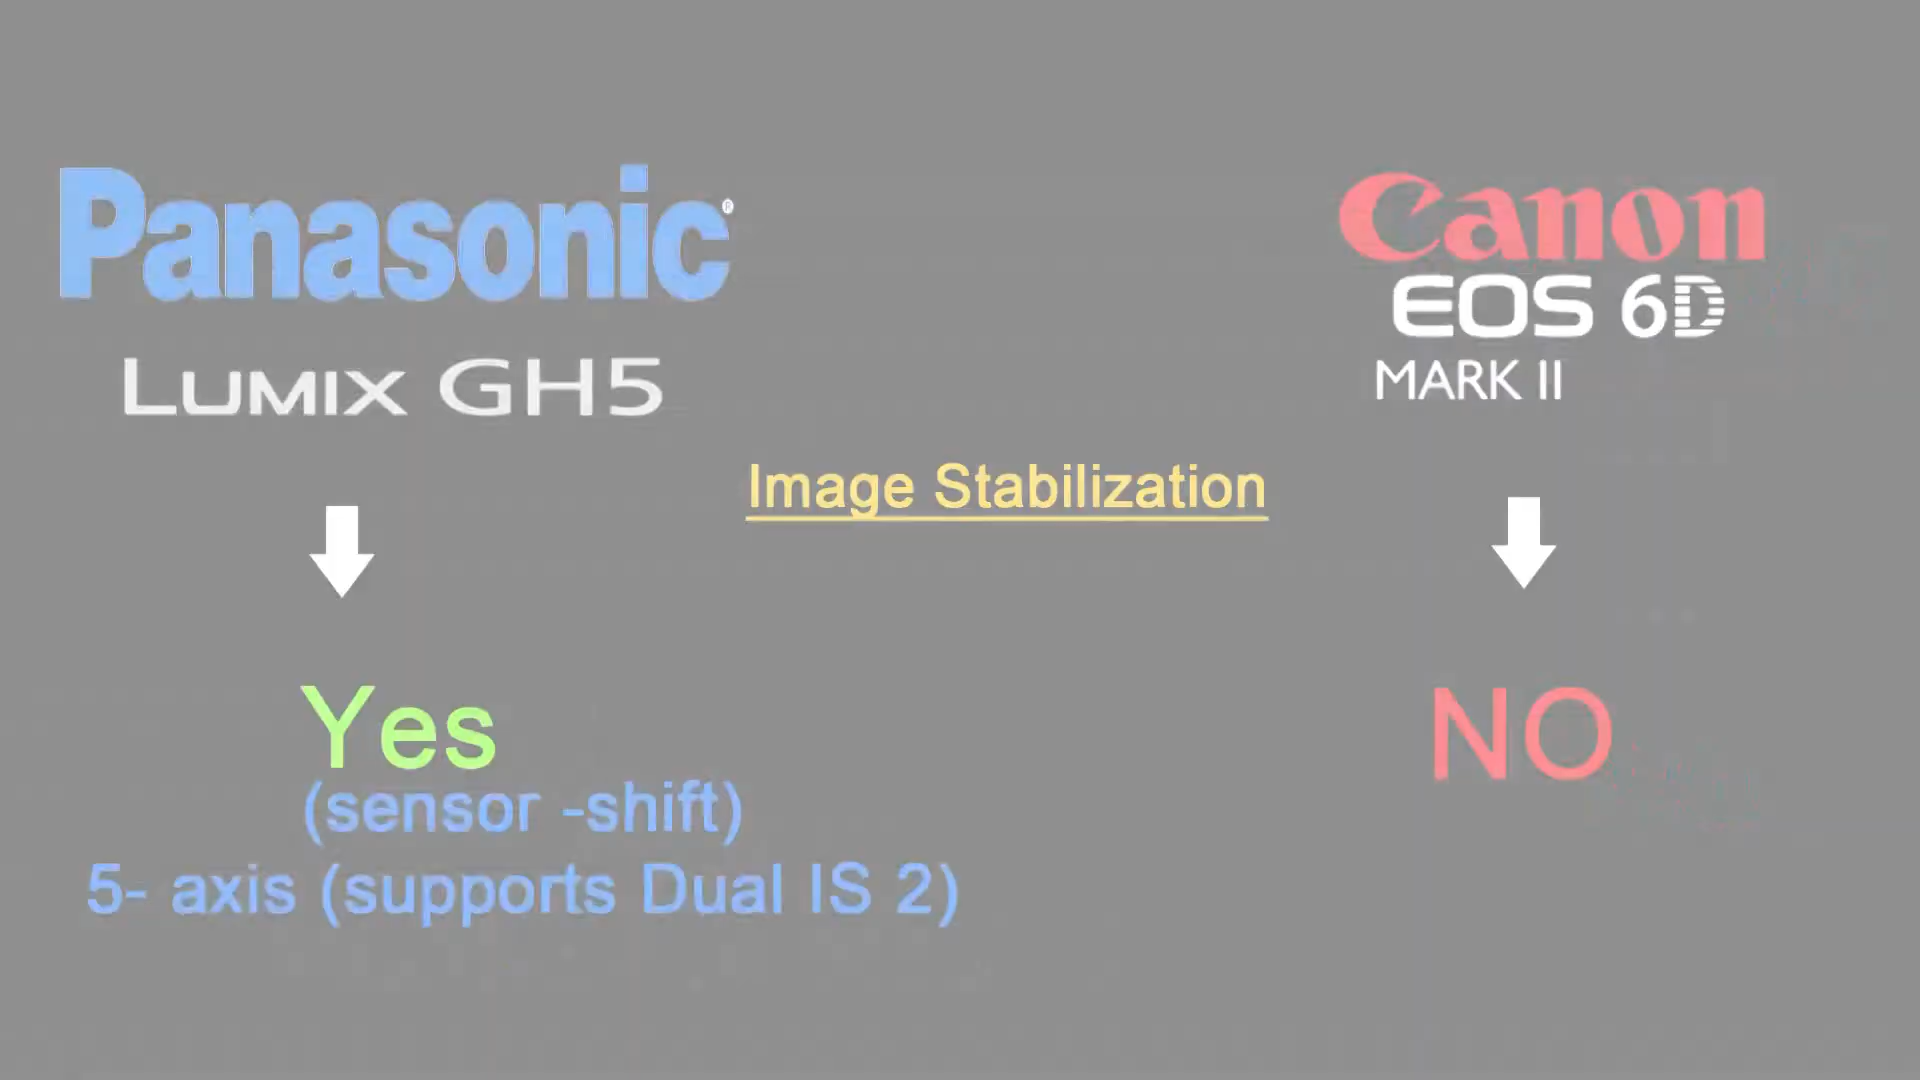 Panasonic®
LUMIX GH5
Canon
EOS 6D
MARK II
Image Stabilization
Yes
(sensor -shift)
5- axis (supports Dual IS 2)
NO